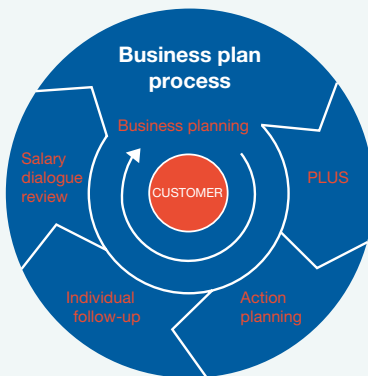 Business plan
process
Business planning
Salary
dialogue
review
CUSTOMER
PLUS
Individual
follow-up
Action
planning